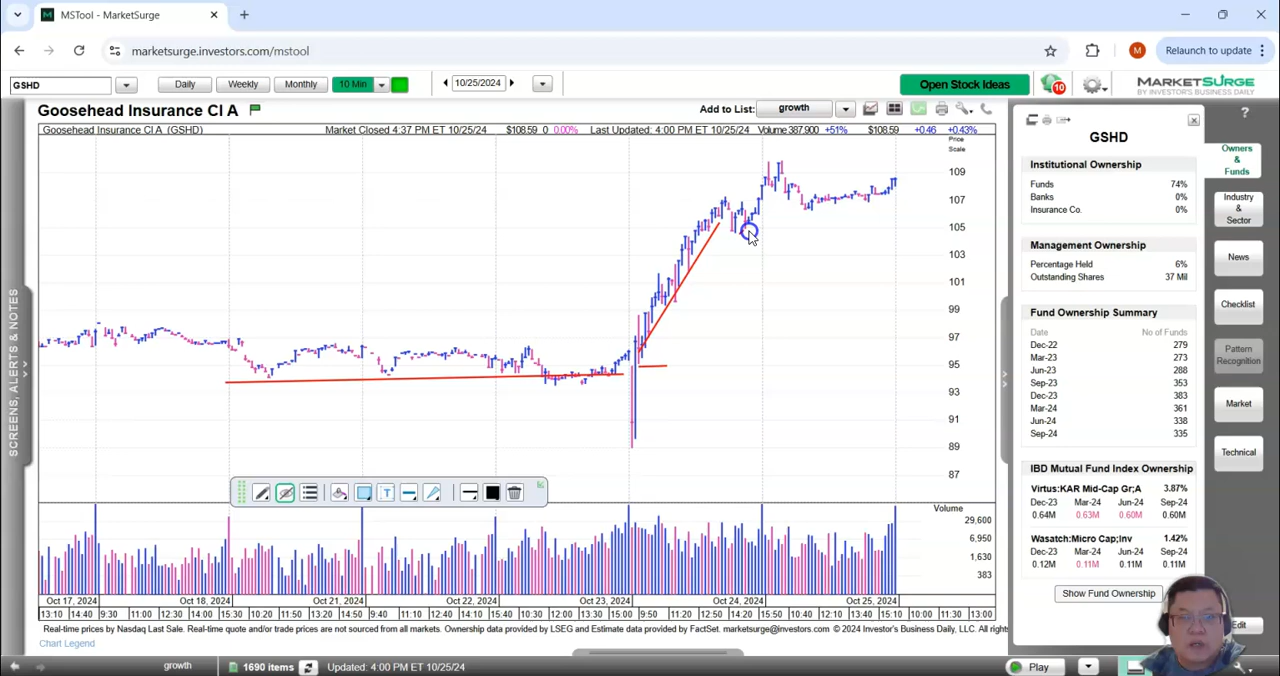 MSTool - MarketSurge
marketsurge.investors.com/mstool
M
Relaunch to update
GSHD
Daily
Weekly
Monthly
10 Min
10/25/2024
Open Stock Ideas
10
MARKETSURGE
BY INVESTOR'S BUSINESS DAILY
Goosehead Insurance Cl A
Add to List:
growth
Goosehead Insurance Cl A (GSHD)
Market Closed 4:37 PM ET 10/25/24
$108.59 0 0.00%
Last Updated: 4:00 PM ET 10/25/24
Volume 387,900 +51%
$108.59 +0.46 +0.43%
Price
Scale
109
107
105
103
101
99
97
95
93
91
89
87
T
Volume
29,600
6,950
1,630
383
Oct 17, 2024
Oct 18, 2024
Oct 21, 2024
Oct 22, 2024
Oct 23, 2024
Oct 24, 2024
Oct 25, 2024
13:10 14:40 9:30 11:00 12:30 14:00 15:30 10:20 11:50 13:20 14:50 9:40 11:10 12:40 14:10 15:40 10:30 12:00 13:30 15:00 9:50 11:20 12:50 14:20 15:50 10:40 12:10 13:40 15:10 10:00 11:30 13:00
Real-time prices by Nasdaq Last Sale. Real-time quote and/or trade prices are not sourced from all markets. Ownership data provided by LSEG and Estimate data provided by FactSet. marketsurge@investors.com © 2024 Investor's Business Daily, LLC. All rights
Chart Legend
SCREENS, ALERTS & NOTES
growth
1690 items
Updated: 4:00 PM ET 10/25/24
Play
GSHD
Institutional Ownership
Funds 74%
Banks 0%
Insurance Co. 0%
Management Ownership
Percentage Held 6%
Outstanding Shares 37 Mil
Fund Ownership Summary
Date No of Funds
Dec-22 279
Mar-23 273
Jun-23 288
Sep-23 353
Dec-23 383
Mar-24 361
Jun-24 338
Sep-24 335
IBD Mutual Fund Index Ownership
Virtus:KAR Mid-Cap Gr;A 3.87%
Dec-23 Mar-24 Jun-24 Sep-24
0.64M 0.63M 0.60M 0.60M
Wasatch:Micro Cap;Inv 1.42%
Dec-23 Mar-24 Jun-24 Sep-24
0.12M 0.11M 0.11M 0.11M
Show Fund Ownership
?
Owners
&
Funds
Industry
&
Sector
News
Checklist
Pattern
Recognition
Market
Technical
Edit